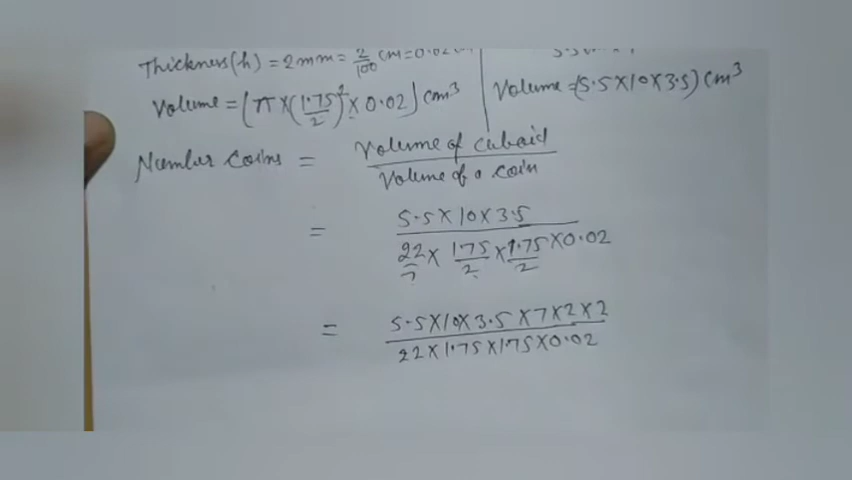 Thickness(h) = 2mm = 2/100 cm = 0.02 cm
Volume = (π × (1.75/2)² × 0.02) cm³
Volume = (5.5×10×3.5) cm³
Number Coins = Volume of cuboid / Volume of a coin
= 5.5×10×3.5 / 22/7 × 1.75/2 × 1.75/2 × 0.02
= 5.5×10×3.5×7×2×2 / 22×1.75×1.75×0.02